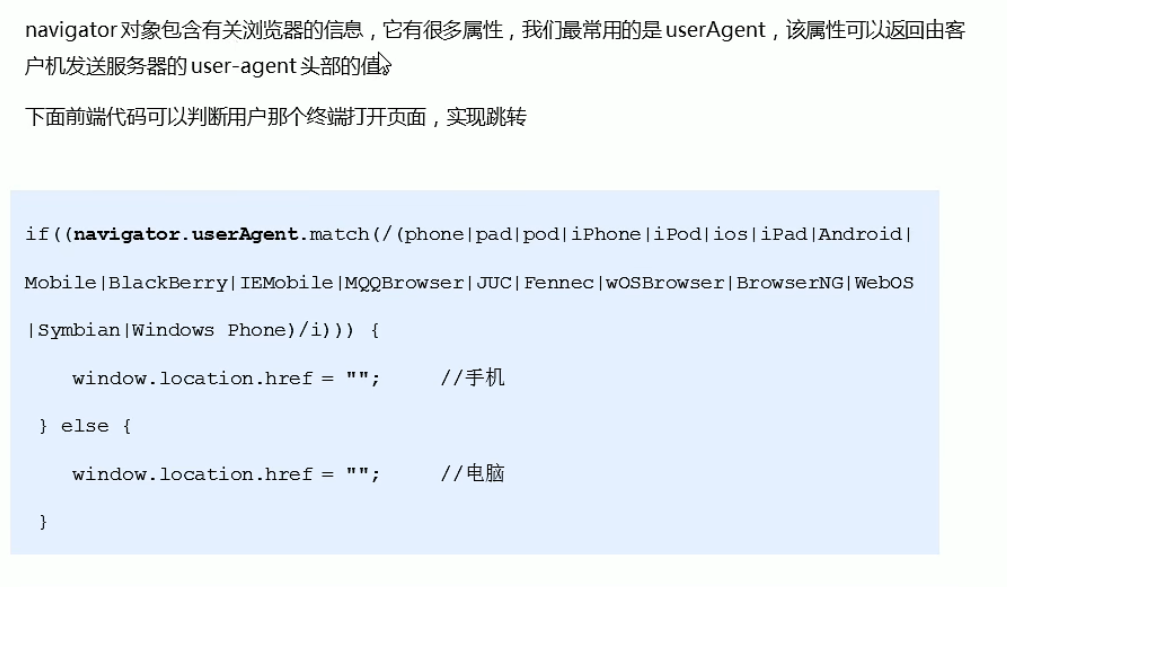 navigator 对象包含有关浏览器的信息，它有很多属性，我们最常用的是 userAgent，该属性可以返回由客
户机发送服务器的 user-agent 头部的值。
下面前端代码可以判断用户那个终端打开页面，实现跳转
if((navigator.userAgent.match(/(phone|pad|pod|iPhone|iPod|ios|iPad|Android|
Mobile|BlackBerry|IEMobile|MQQBrowser|JUC|Fennec|wOSBrowser|BrowserNG|WebOS
|Symbian|Windows Phone)/i))) {
window.location.href = ""; //手机
} else {
window.location.href = ""; //电脑
}